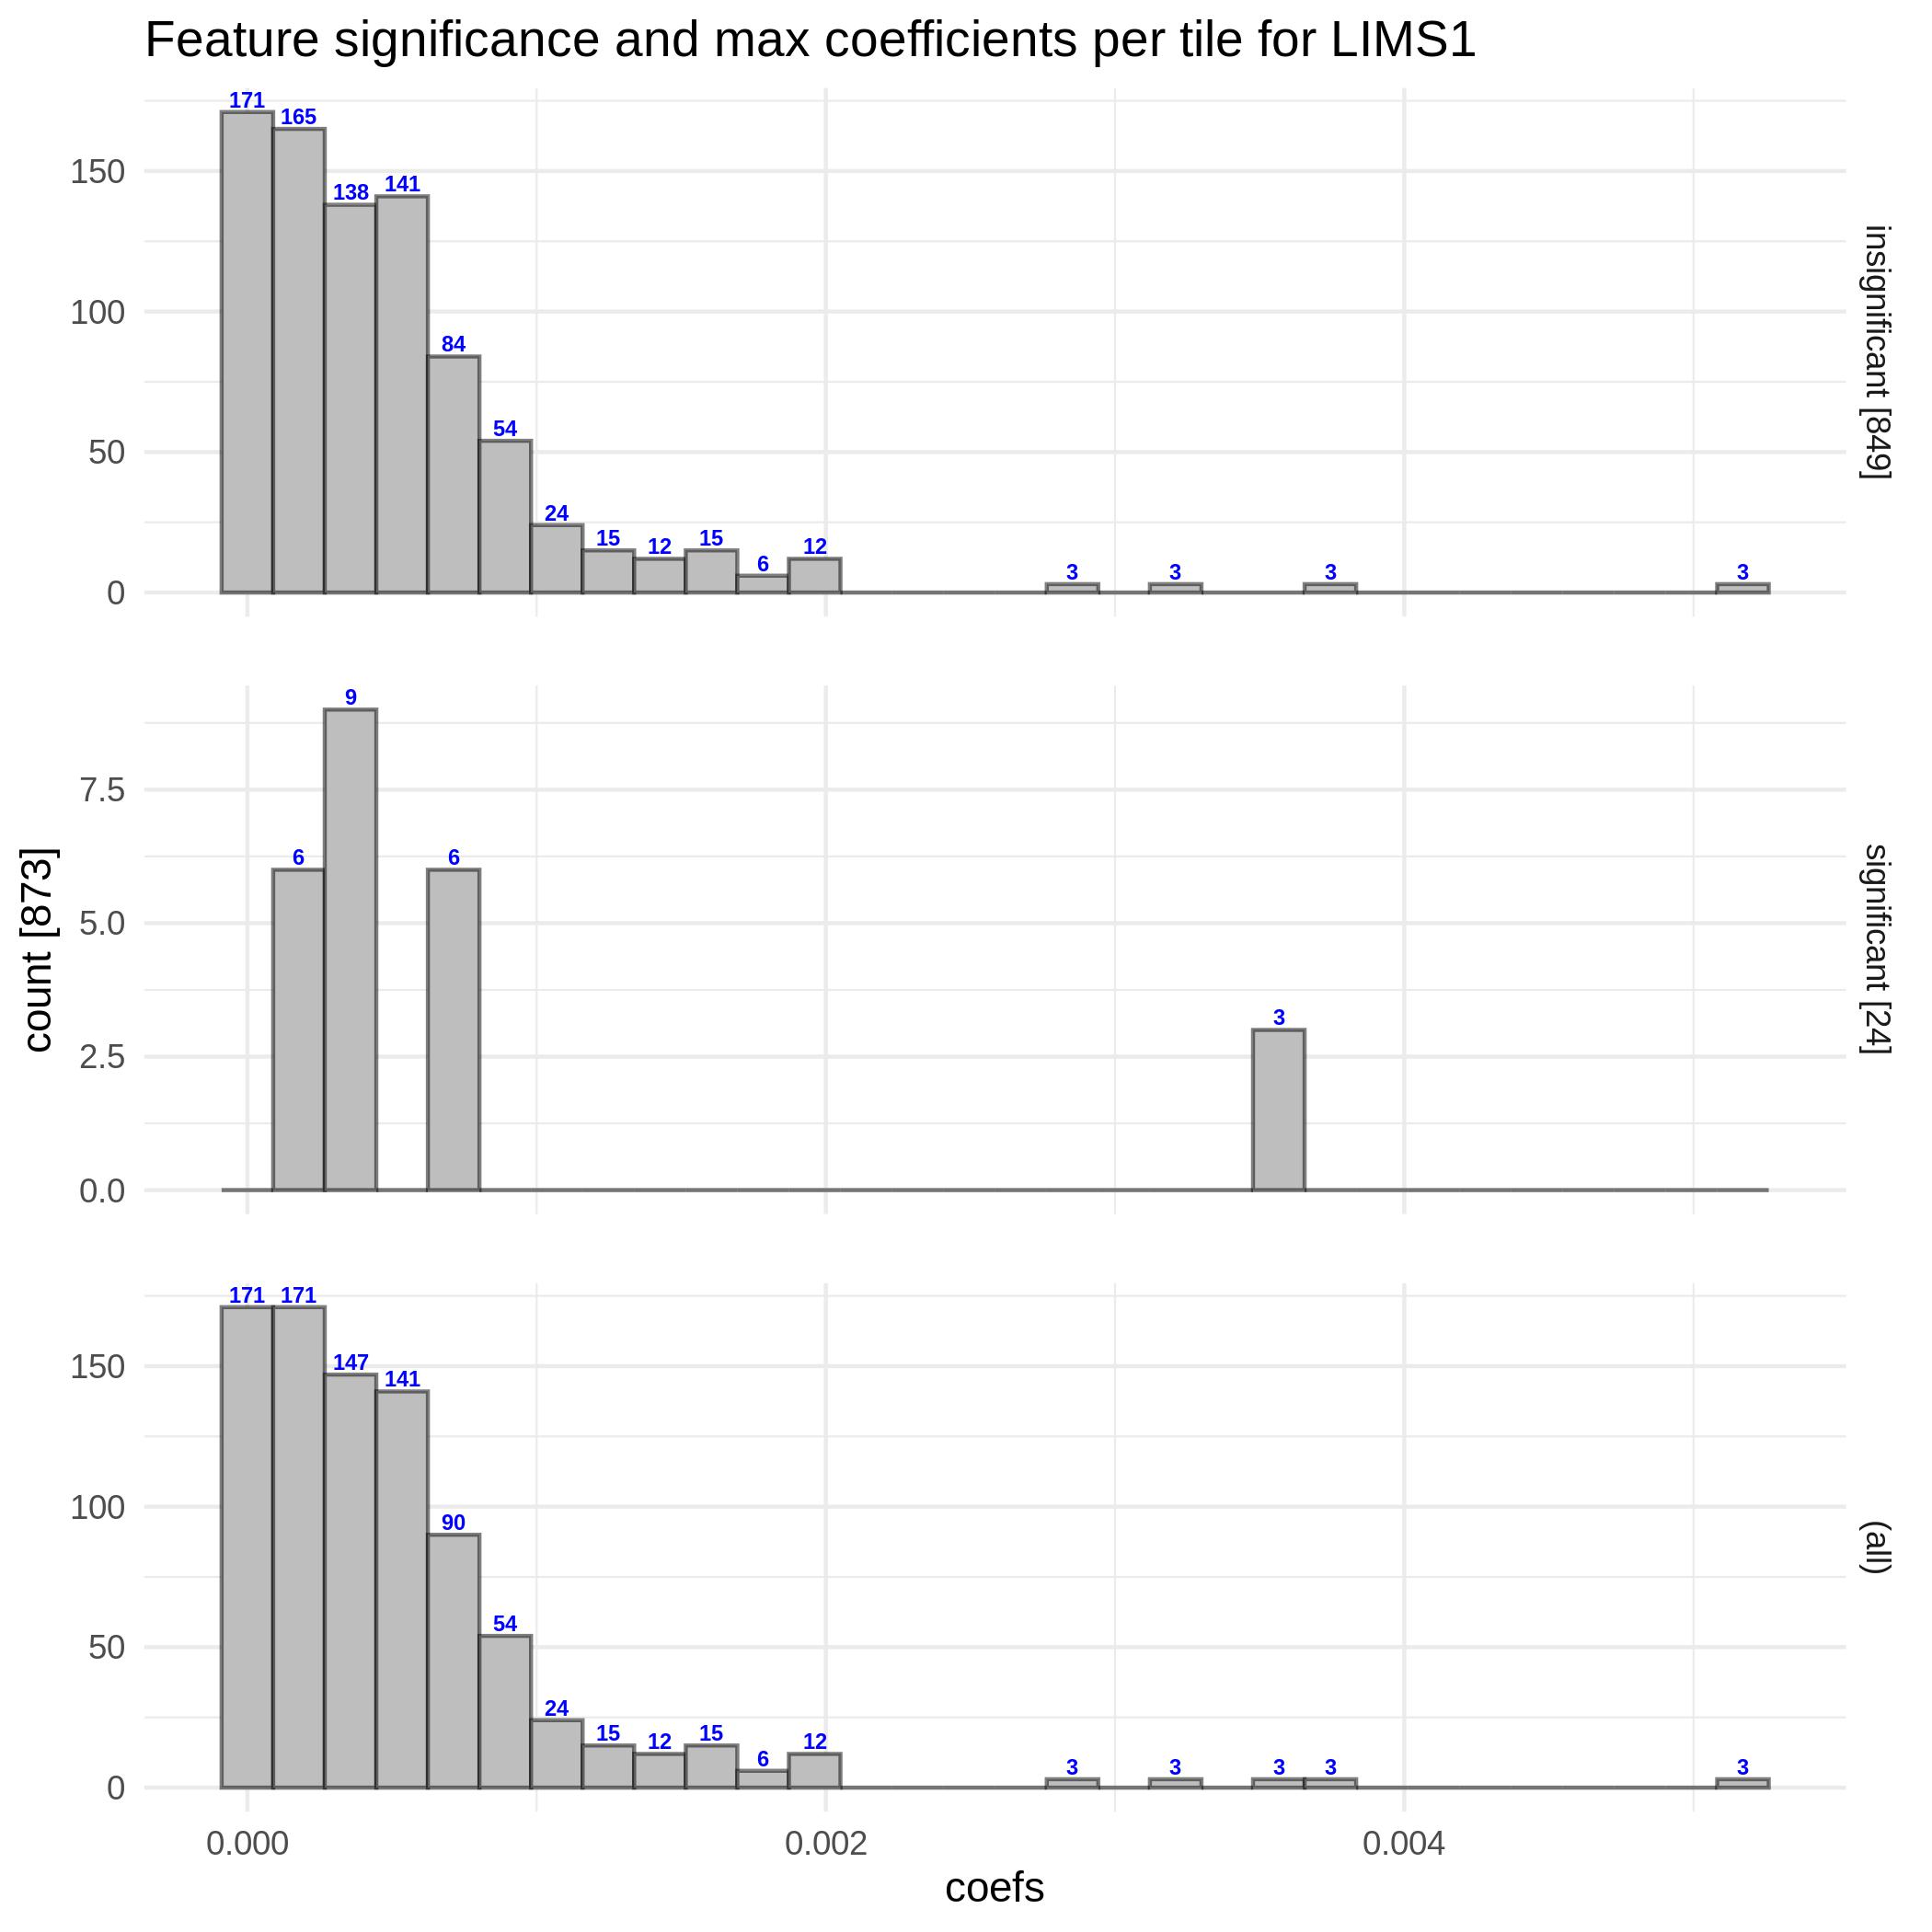 Feature significance and max coefficients per tile for LIMS1
171 165 138 141 84 54 24 15 12 15 6 12 3 3 3 3
150
100
50
0
insignificant [849]
6 9 6 3
7.5
5.0
2.5
0.0
significant [24]
count [873]
171 171 147 141 90 54 24 15 12 15 6 12 3 3 3 3 3
150
100
50
0
(all)
0.000 0.002 0.004
coefs